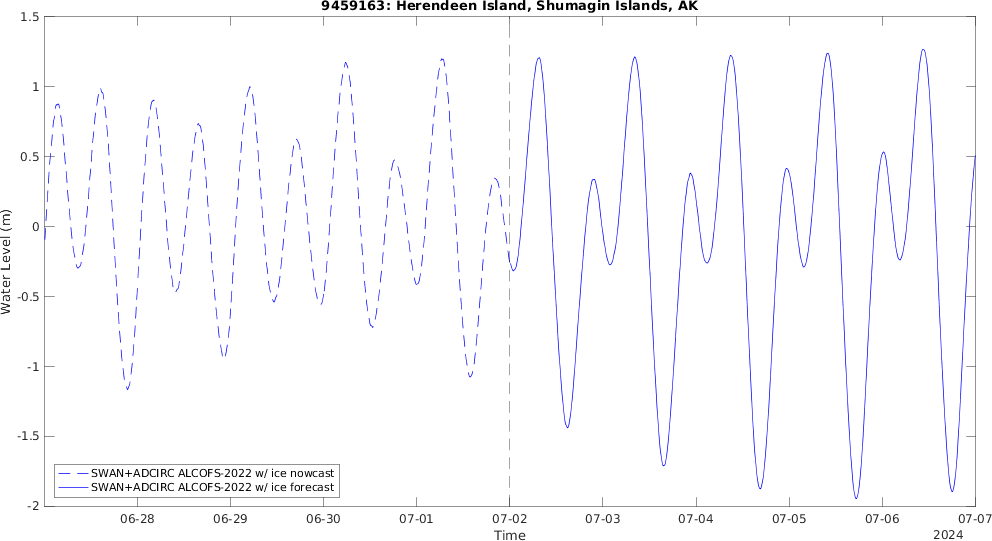 9459163: Herendeen Island, Shumagin Islands, AK
1.5
1
0.5
0
-0.5
-1
-1.5
-2
Water Level (m)
SWAN+ADCIRC ALCOFS-2022 w/ ice nowcast
SWAN+ADCIRC ALCOFS-2022 w/ ice forecast
06-28 06-29 06-30 07-01 07-02 07-03 07-04 07-05 07-06 07-07
Time
2024